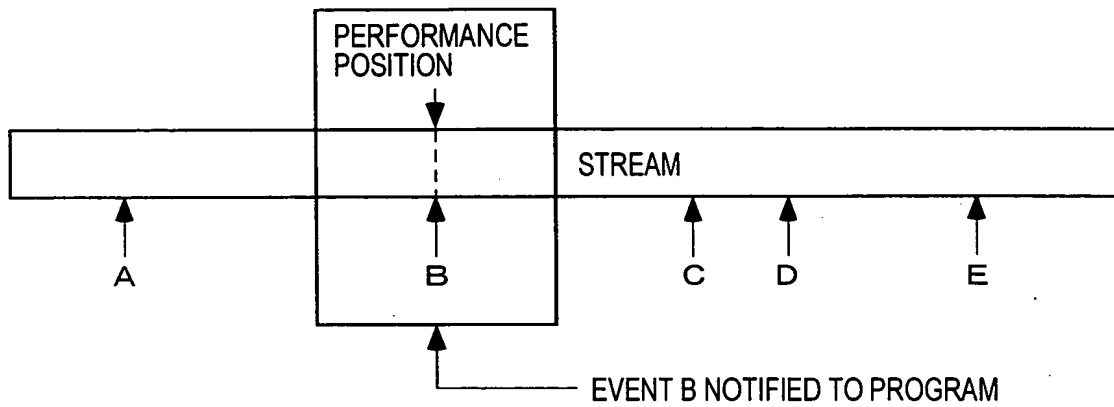 PERFORMANCE
POSITION
STREAM
A
B
C
D
E
EVENT B NOTIFIED TO PROGRAM